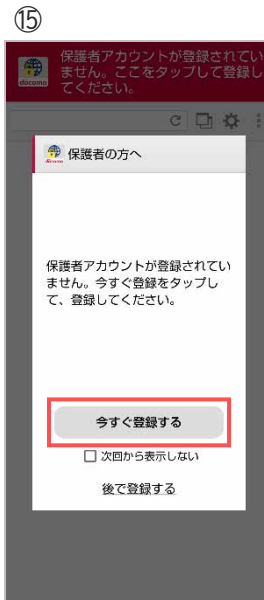 ⑮
保護者アカウントが登録されてい
ません。ここをタップして登録し
てください。
docomo
保護者の方へ
docomo
保護者アカウントが登録されてい
ません。今すぐ登録をタップし
て、登録してください。
今すぐ登録する
次回から表示しない
後で登録する